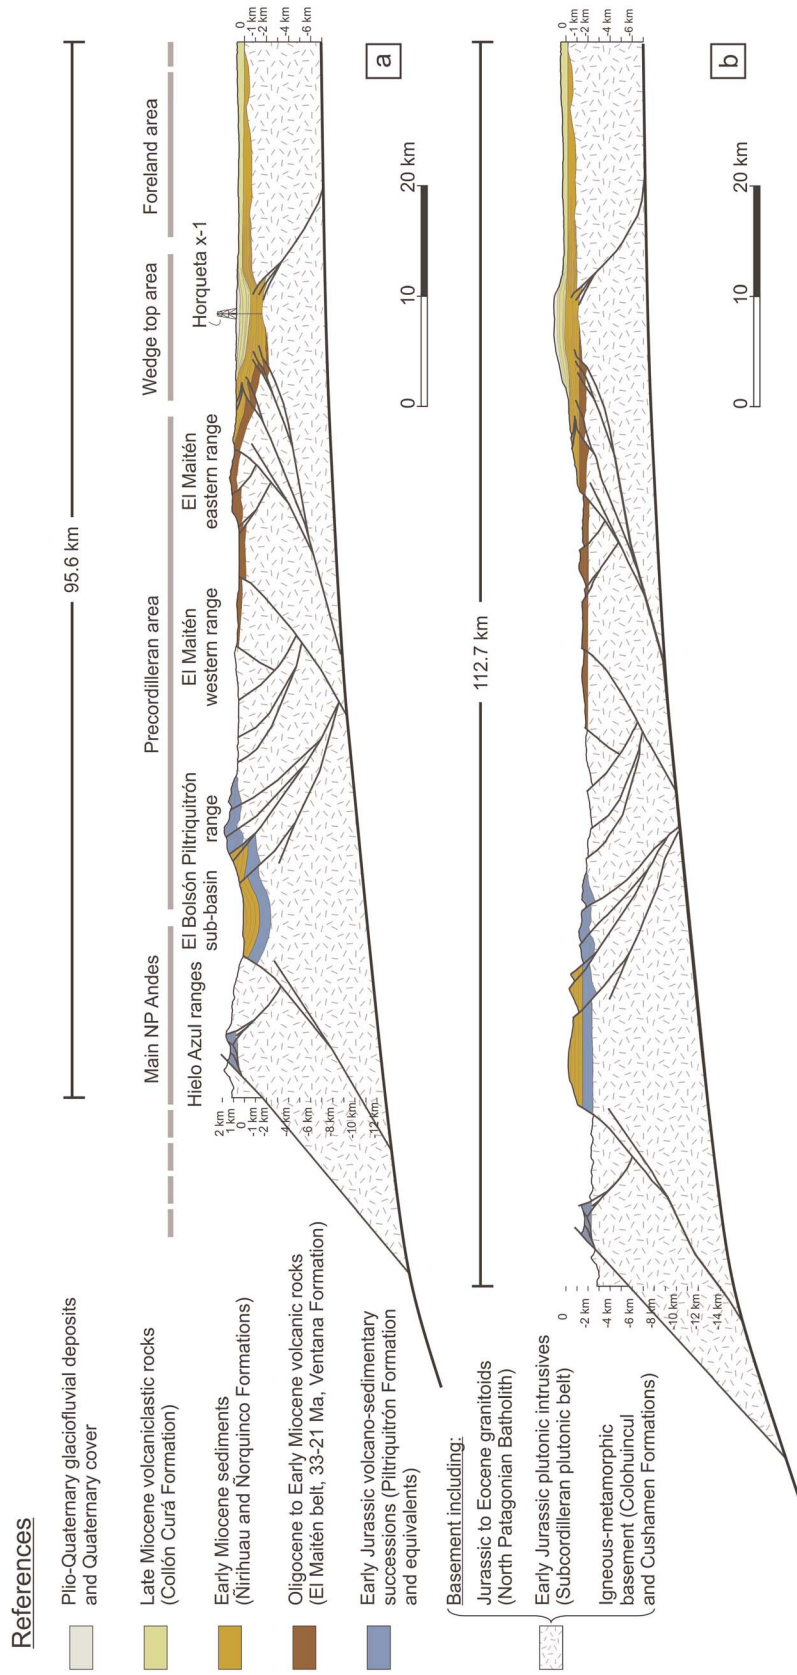 References
Plio-Quaternary glaciofluvial deposits
and Quaternary cover
Late Miocene volcaniclastic rocks
(Collón Curá Formation)
Early Miocene sediments
(Ñirihuau and Ñorquinco Formations)
Oligocene to Early Miocene volcanic rocks
(El Maitén belt, 33-21 Ma, Ventana Formation)
Early Jurassic volcano-sedimentary
successions (Piltriquitrón Formation
and equivalents)
Basement including:
Jurassic to Eocene granitoids
(North Patagonian Batholith)
Early Jurassic plutonic intrusives
(Subcordilleran plutonic belt)
Igneous-metamorphic
basement (Colohuincul
and Cushamen Formations)
95.6 km
Main NP Andes
Precordilleran area
Wedge top area
Foreland area
Hielo Azul ranges
El Bolsón
sub-basin
Piltriquitrón
range
El Maitén
western range
El Maitén
eastern range
Horqueta x-1
2 km
1 km
0
-1 km
-2 km
-4 km
-6 km
-8 km
-10 km
-12 km
0
-1 km
-2 km
-4 km
-6 km
a
0
10
20 km
112.7 km
0
-2 km
-4 km
-6 km
-8 km
-10 km
-12 km
-14 km
0
-1 km
-2 km
-4 km
-6 km
b
0
10
20 km